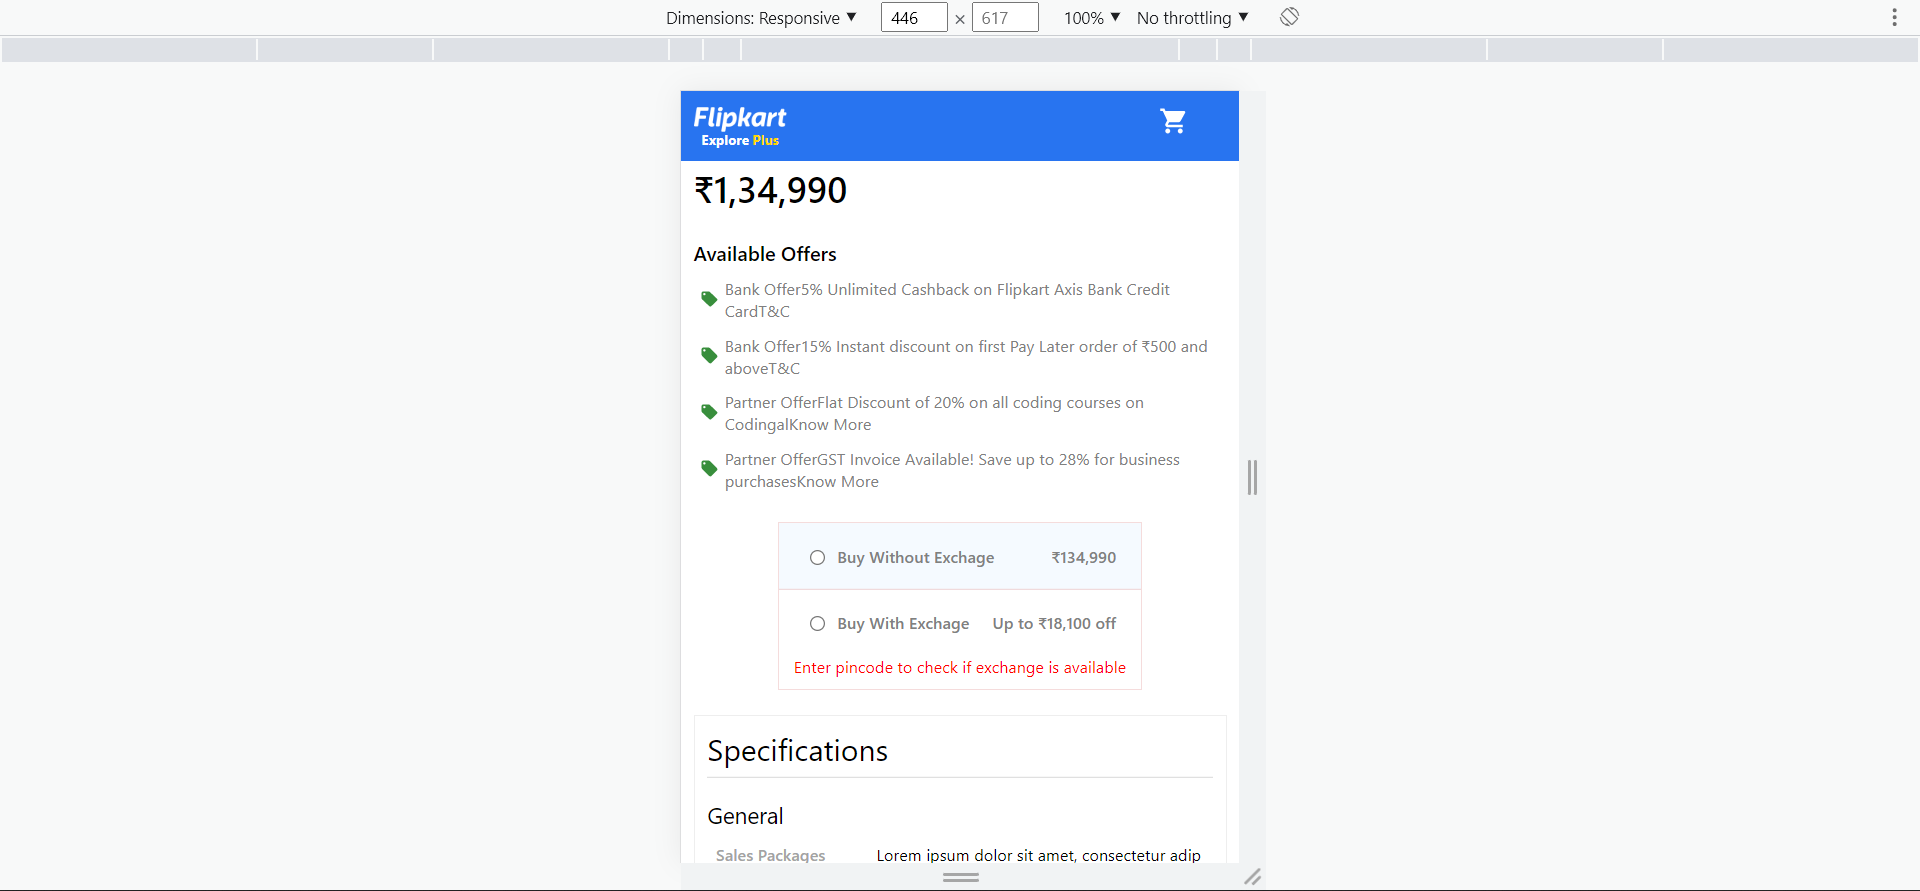 Dimensions: Responsive ▼ 446 × 617 100% ▼ No throttling ▼
Flipkart
Explore Plus
₹1,34,990
Available Offers
Bank Offer5% Unlimited Cashback on Flipkart Axis Bank Credit
CardT&C
Bank Offer15% Instant discount on first Pay Later order of ₹500 and
aboveT&C
Partner OfferFlat Discount of 20% on all coding courses on
CodingalKnow More
Partner OfferGST Invoice Available! Save up to 28% for business
purchasesKnow More
Buy Without Exchage ₹134,990
Buy With Exchage Up to ₹18,100 off
Enter pincode to check if exchange is available
Specifications
General
Sales Packages Lorem ipsum dolor sit amet, consectetur adip